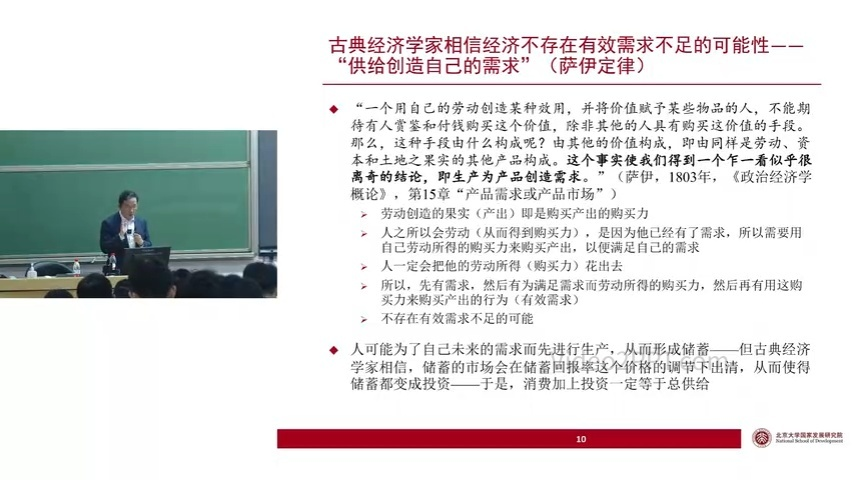 古典经济学家相信经济不存在有效需求不足的可能性——
“供给创造自己的需求”（萨伊定律）
“一个用自己的劳动创造某种效用，并将价值赋予某些物品的人，不能期
待有人赏鉴和付钱购买这个价值，除非其他的人具有购买这价值的手段。
那么，这种手段由什么构成呢？由其他的价值构成，即由同样是劳动、资
本和土地之果实的其他产品构成。这个事实使我们得到一个乍一看似乎很
离奇的结论，即生产为产品创造需求。”（萨伊，1803年，《政治经济学
概论》，第15章“产品需求或产品市场”）
劳动创造的果实（产出）即是购买产出的购买力
人之所以会劳动（从而得到购买力），是因为他已经有了需求，所以需要用
自己劳动所得的购买力来购买产出，以便满足自己的需求
人一定会把他的劳动所得（购买力）花出去
所以，先有需求，然后有为满足需求而劳动所得的购买力，然后再有用这购
买力来购买产出的行为（有效需求）
不存在有效需求不足的可能
人可能为了自己未来的需求而先进行生产，从而形成储蓄——但古典经济
学家相信，储蓄的市场会在储蓄回报率这个价格的调节下出清，从而使得
储蓄都变成投资——于是，消费加上投资一定等于总供给
10
北京大学国家发展研究院
National School of Development